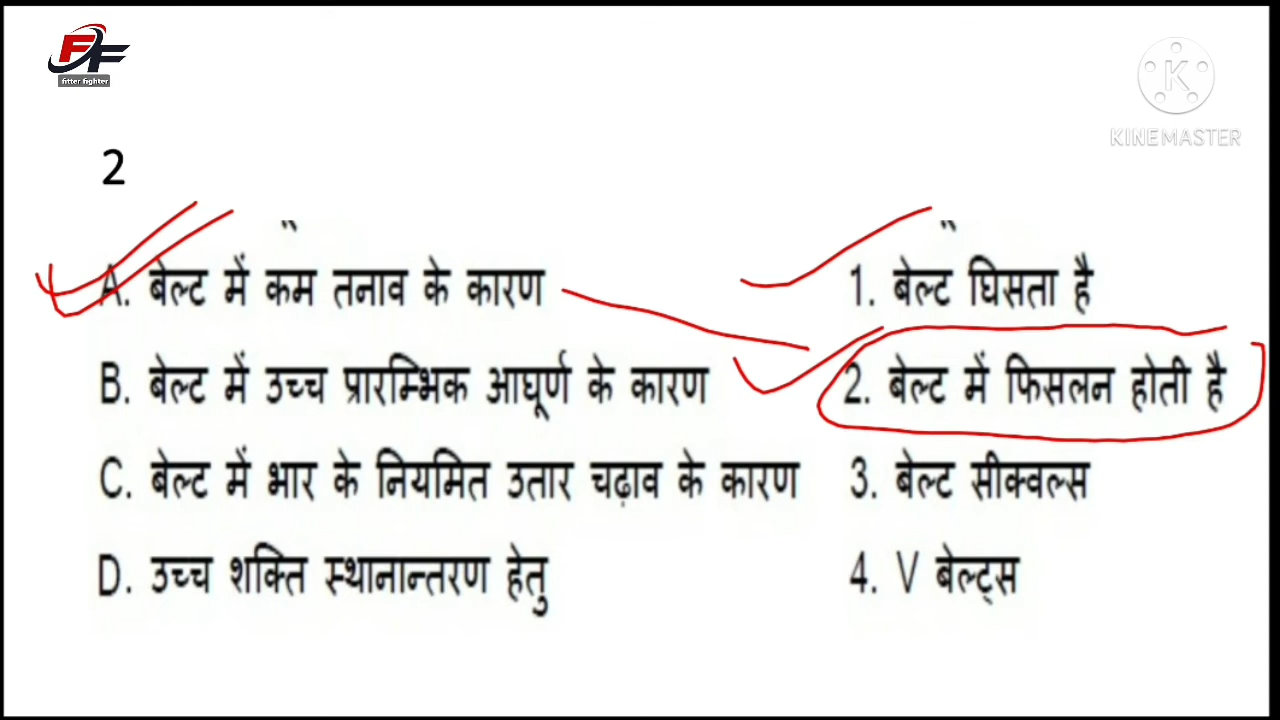 FF
fitter fighter
KINEMASTER
2
A. बेल्ट में कम तनाव के कारण
1. बेल्ट घिसता है
B. बेल्ट में उच्च प्रारम्भिक आघूर्ण के कारण
2. बेल्ट में फिसलन होती है
C. बेल्ट में भार के नियमित उतार चढ़ाव के कारण
3. बेल्ट सीक्वल्स
D. उच्च शक्ति स्थानान्तरण हेतु
4. V बेल्ट्स